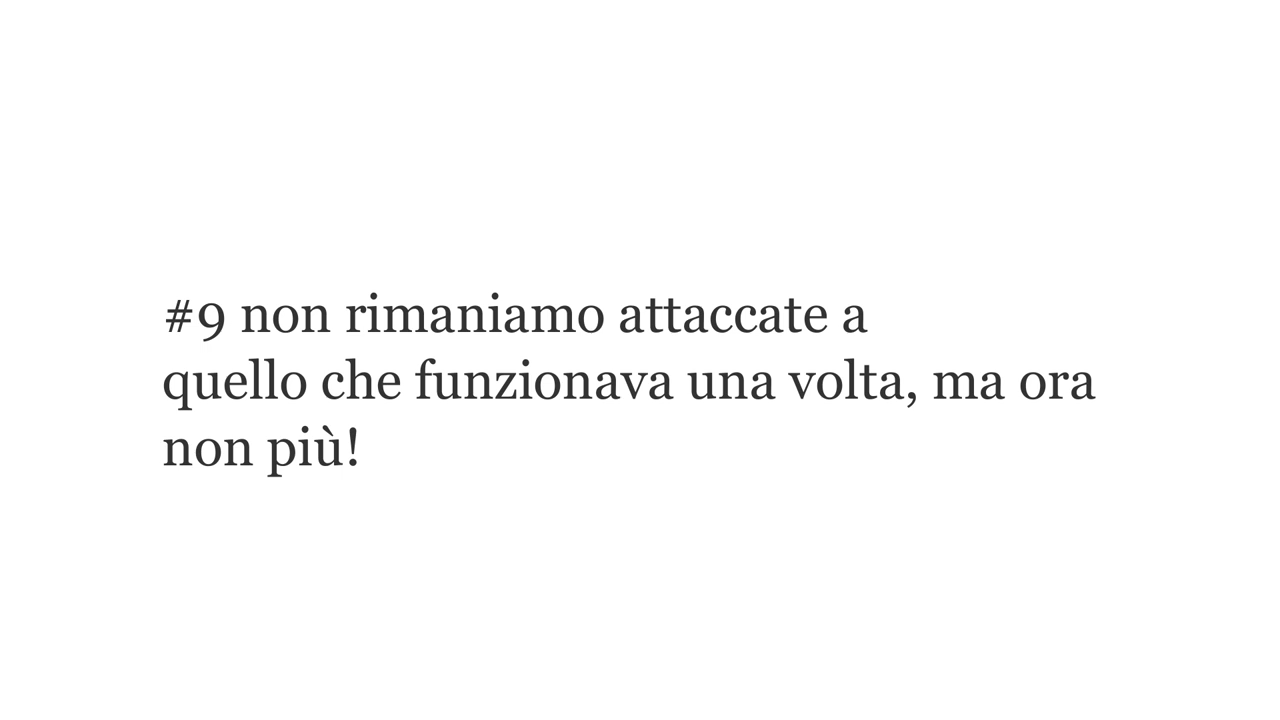 #9 non rimaniamo attaccate a
quello che funzionava una volta, ma ora
non più!